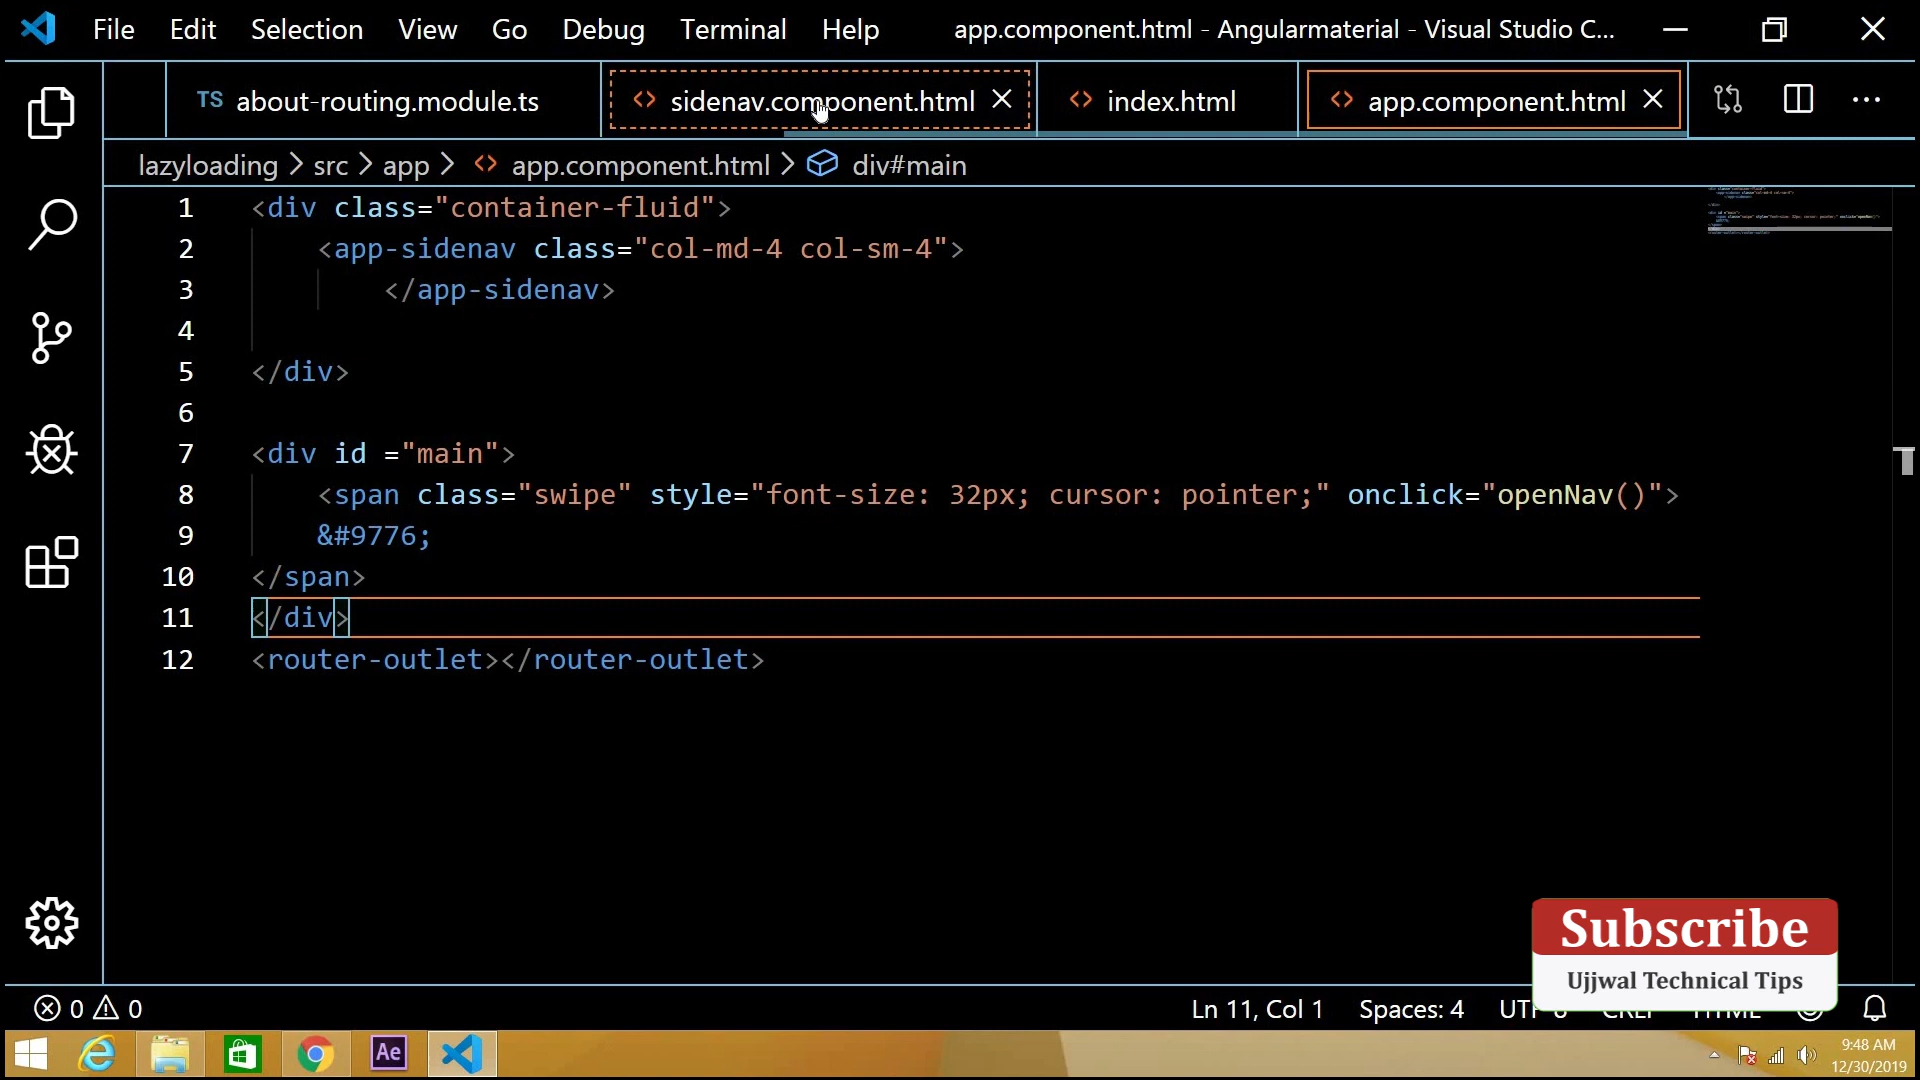 File Edit Selection View Go Debug Terminal Help app.component.html - Angularmaterial - Visual Studio C...
TS about-routing.module.ts <> sidenav.component.html <> index.html <> app.component.html
lazyloading > src > app > <> app.component.html > div#main
1 <div class="container-fluid">
2 <app-sidenav class="col-md-4 col-sm-4">
3 </app-sidenav>
4
5 </div>
6
7 <div id ="main">
8 <span class="swipe" style="font-size: 32px; cursor: pointer;" onclick="openNav()">
9 &#9776;
10 </span>
11 </div>
12 <router-outlet></router-outlet>
Subscribe
Ujjwal Technical Tips
0 0 Ln 11, Col 1 Spaces: 4
Ae
9:48 AM
12/30/2019